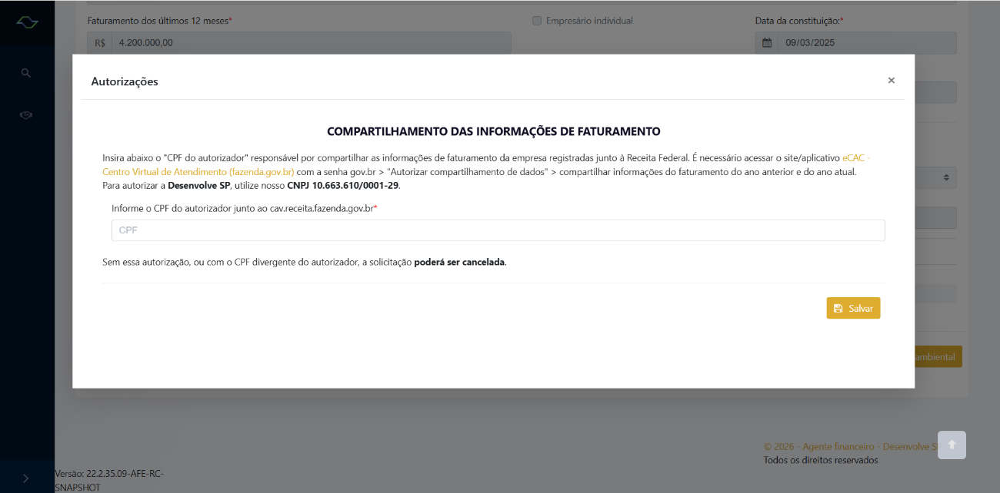 Faturamento dos últimos 12 meses*
Empresário individual
Data da constituição:*
R$ 4.200.000,00
09/03/2025
Autorizações
×
COMPARTILHAMENTO DAS INFORMAÇÕES DE FATURAMENTO
Insira abaixo o "CPF do autorizador" responsável por compartilhar as informações de faturamento da empresa registradas junto à Receita Federal. É necessário acessar o site/aplicativo eCAC -
Centro Virtual de Atendimento (fazenda.gov.br) com a senha gov.br > "Autorizar compartilhamento de dados" > compartilhar informações do faturamento do ano anterior e do ano atual.
Para autorizar a Desenvolve SP, utilize nosso CNPJ 10.663.610/0001-29.
Informe o CPF do autorizador junto ao cav.receita.fazenda.gov.br*
CPF
Sem essa autorização, ou com o CPF divergente do autorizador, a solicitação poderá ser cancelada.
Salvar
ambiental
© 2026 - Agente financeiro - Desenvolve
Todos os direitos reservados
Versão: 22.2.35.09-AFE-RC-
SNAPSHOT